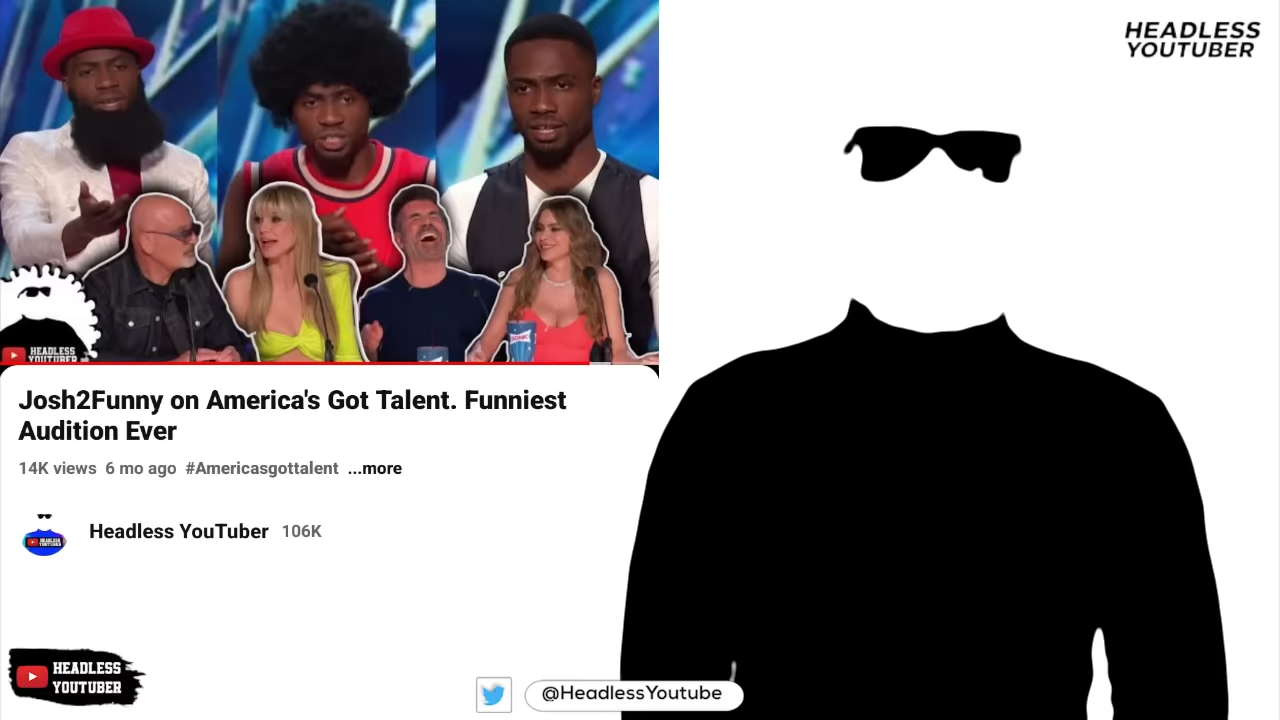 HEADLESS
YOUTUBER
HEADLESS
YOUTUBER
Josh2Funny on America's Got Talent. Funniest
Audition Ever
14K views 6 mo ago #Americasgottalent ...more
Headless YouTuber 106K
HEADLESS
YOUTUBER
@HeadlessYoutube